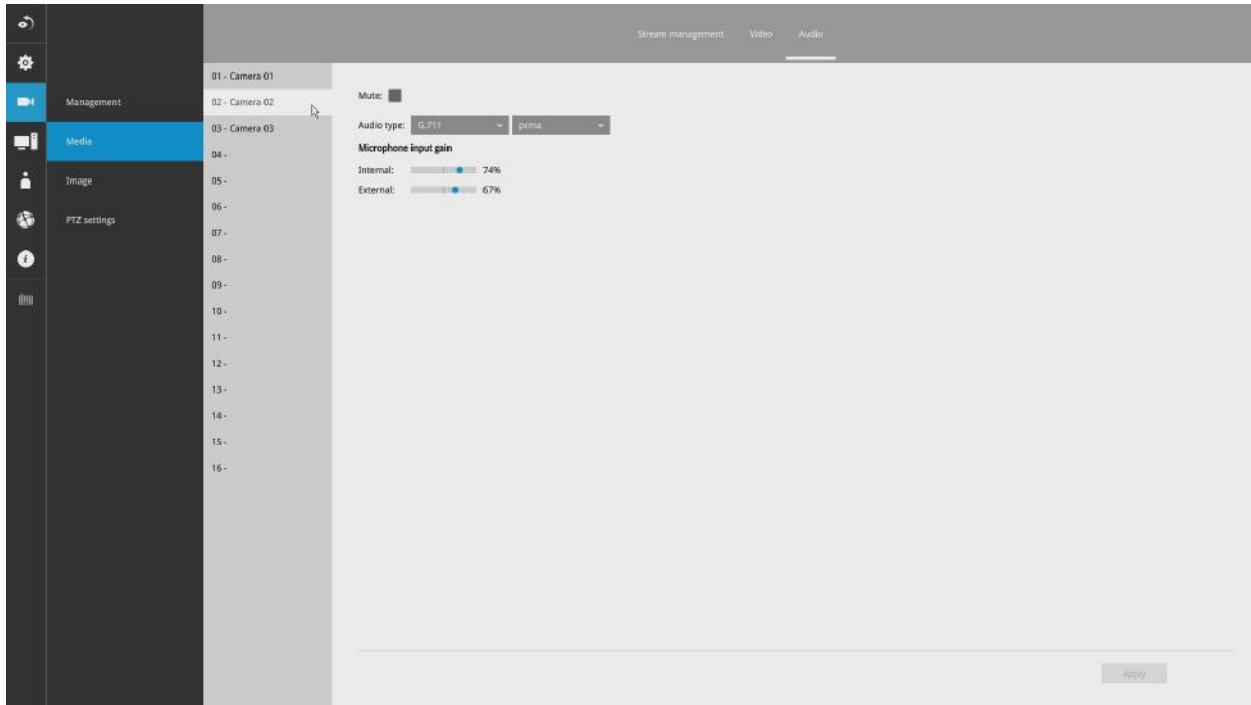 Stream management Video Audio
Management
Media
Image
PTZ settings
01 - Camera 01
02 - Camera 02
03 - Camera 03
04 -
05 -
06 -
07 -
08 -
09 -
10 -
11 -
12 -
13 -
14 -
15 -
16 -
Mute:
Audio type: G.711 pcma
Microphone input gain
Internal: 74%
External: 67%
Apply